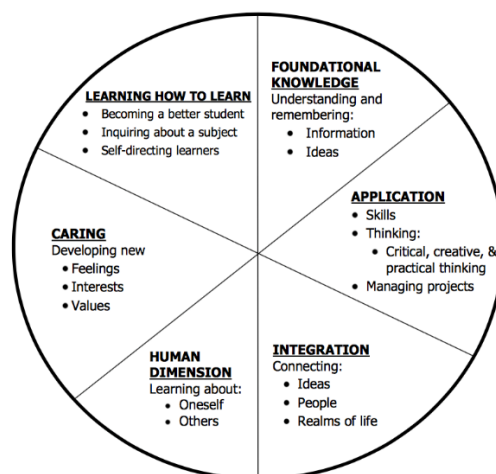 FOUNDATIONAL
KNOWLEDGE
Understanding and
remembering:
• Information
• Ideas
APPLICATION
• Skills
• Thinking:
• Critical, creative, &
practical thinking
• Managing projects
INTEGRATION
Connecting:
• Ideas
• People
• Realms of life
HUMAN
DIMENSION
Learning about:
• Oneself
• Others
CARING
Developing new
• Feelings
• Interests
• Values
LEARNING HOW TO LEARN
• Becoming a better student
• Inquiring about a subject
• Self-directing learners